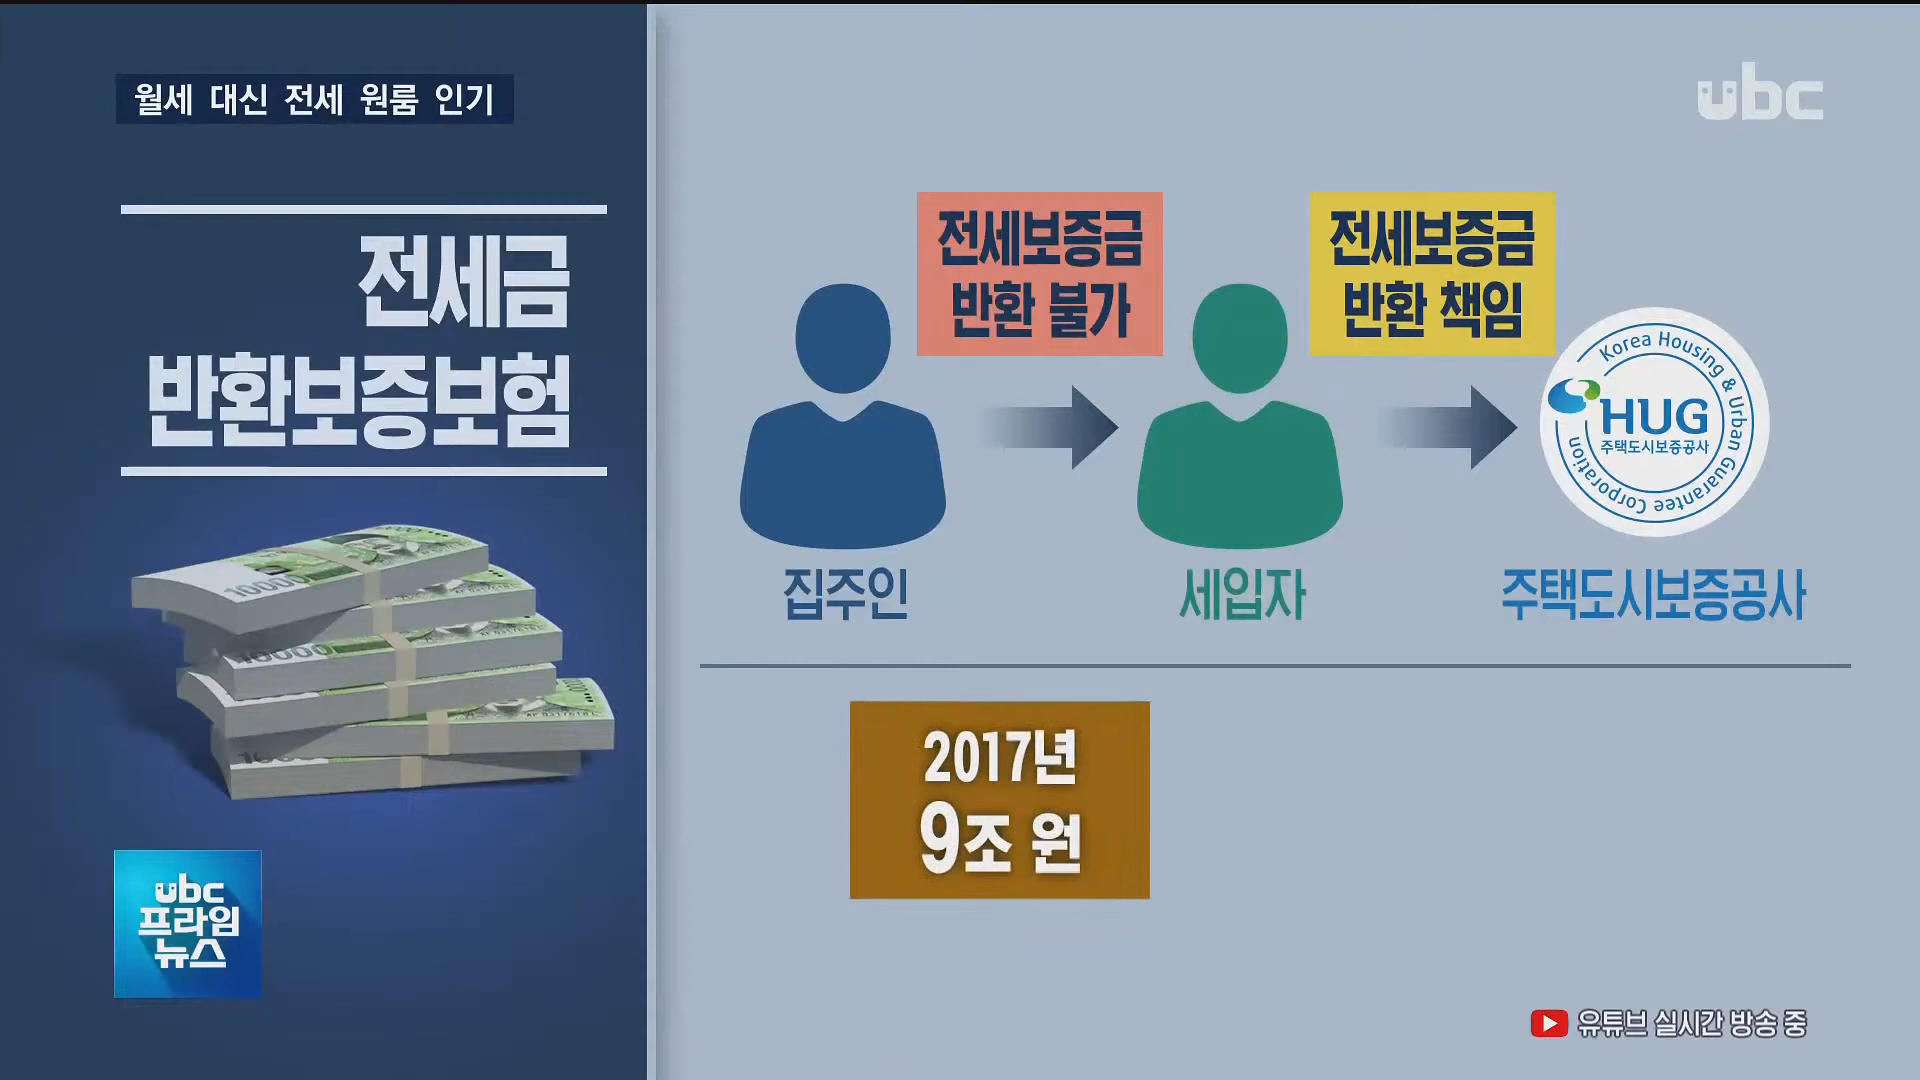 월세 대신 전세 원룸 인기
전세금
반환보증보험
10000
10000
ubc
프라임
뉴스
ubc
전세보증금
반환 불가
전세보증금
반환 책임
Korea Housing & Urban Guarantee Corporation
HUG
주택도시보증공사
집주인
세입자
주택도시보증공사
2017년
9조 원
유튜브 실시간 방송 중